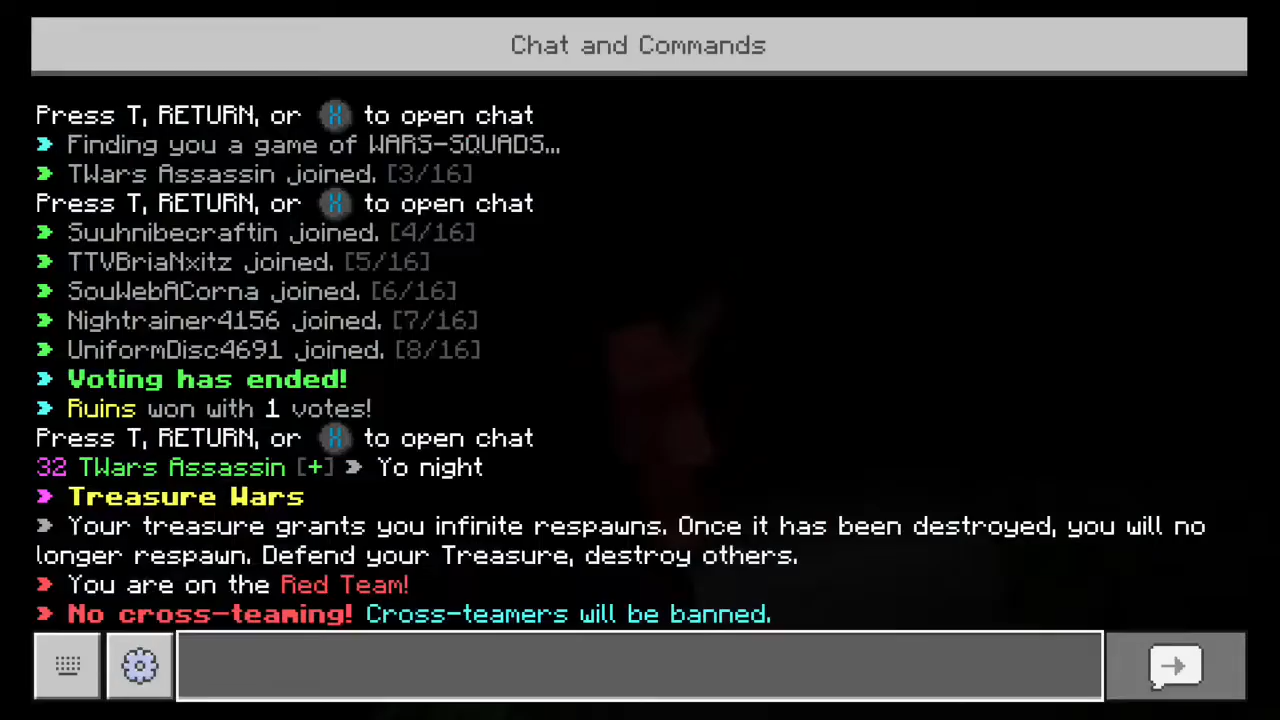 Chat and Commands
Press T, RETURN, or X to open chat
Finding you a game of WARS-SQUADS...
TWars Assassin joined. [3/16]
Press T, RETURN, or X to open chat
Suuhnibecraftin joined. [4/16]
TTVBriaNxitz joined. [5/16]
SouWebACorna joined. [6/16]
Nightrainer4156 joined. [7/16]
UniformDisc4691 joined. [8/16]
Voting has ended!
Ruins won with 1 votes!
Press T, RETURN, or X to open chat
32 TWars Assassin [+] » Yo night
Treasure Wars
Your treasure grants you infinite respawns. Once it has been destroyed, you will no
longer respawn. Defend your Treasure, destroy others.
You are on the Red Team!
No cross-teaming! Cross-teamers will be banned.